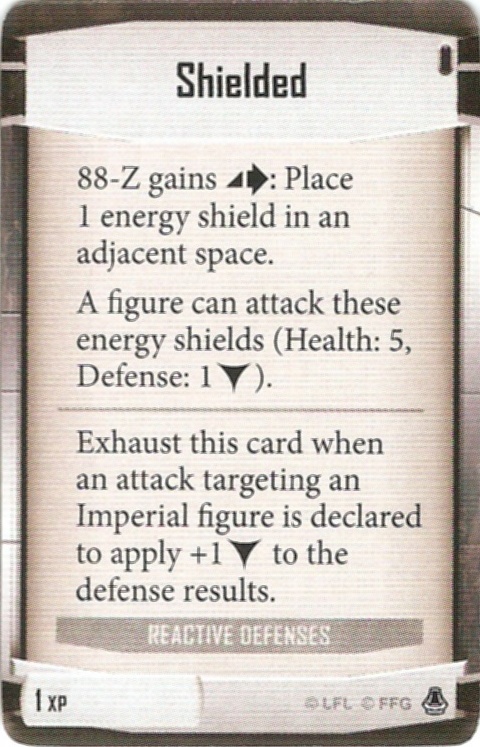 Shielded
88-Z gains : Place
1 energy shield in an
adjacent space.
A figure can attack these
energy shields (Health: 5,
Defense: 1 ).
Exhaust this card when
an attack targeting an
Imperial figure is declared
to apply +1 to the
defense results.
REACTIVE DEFENSES
1 XP
© LFL © FFG